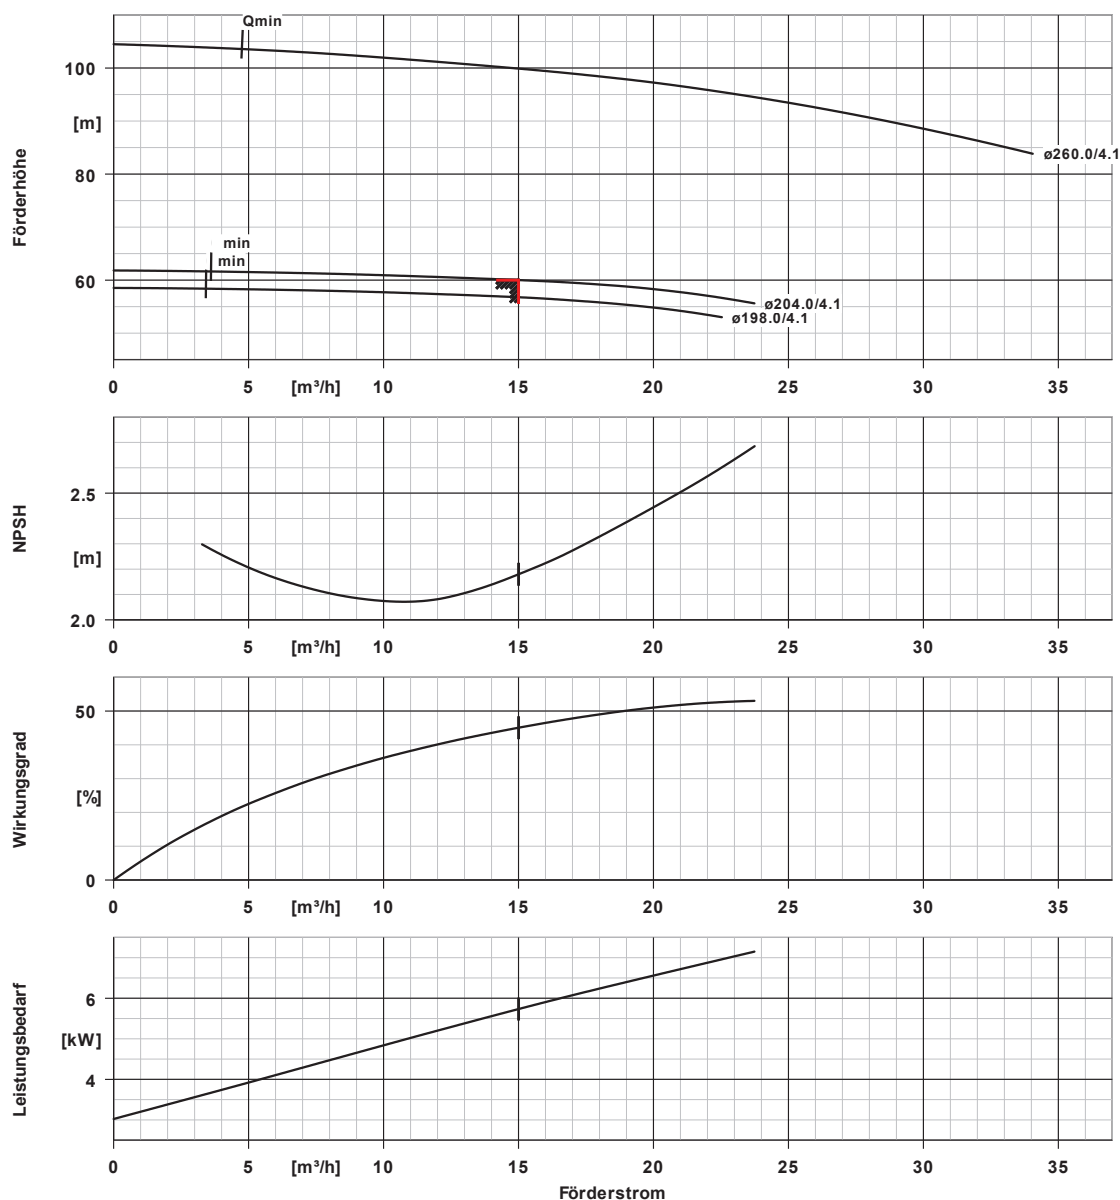 Qmin
100
[m]
Förderhöhe
ø260.0/4.1
80
min
min
60
ø204.0/4.1
ø198.0/4.1
0 5 [m³/h] 10 15 20 25 30 35
2.5
NPSH
[m]
2.0
0 5 [m³/h] 10 15 20 25 30 35
50
Wirkungsgrad
[%]
0
0 5 [m³/h] 10 15 20 25 30 35
6
[kW]
Leistungsbedarf
4
0 5 [m³/h] 10 15 20 25 30 35
Förderstrom